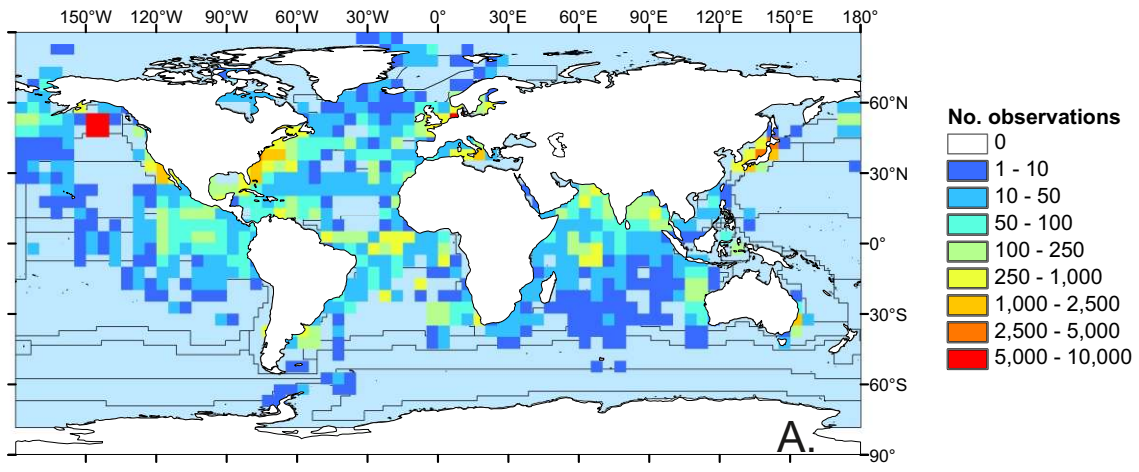 150°W 120°W 90°W 60°W 30°W 0° 30°E 60°E 90°E 120°E 150°E 180°
60°N
30°N
0°
30°S
60°S
90°
A.
No. observations
0
1 - 10
10 - 50
50 - 100
100 - 250
250 - 1,000
1,000 - 2,500
2,500 - 5,000
5,000 - 10,000